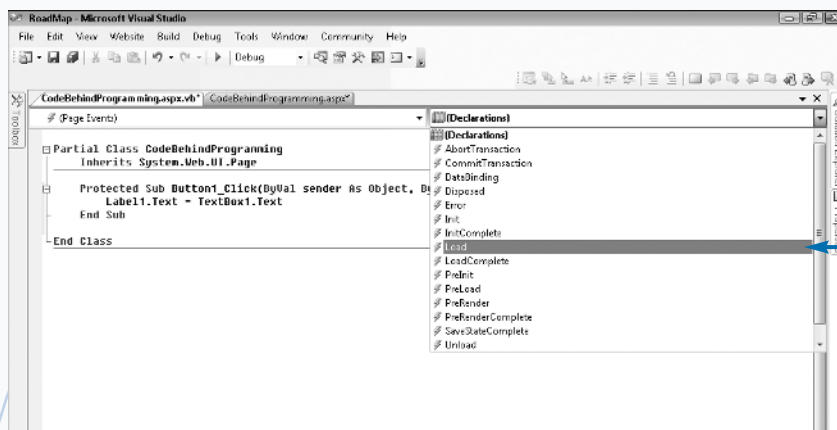 RoadMap - Microsoft Visual Studio
File Edit View Website Build Debug Tools Window Community Help
Debug
CodeBehindProgramming.aspx.vb* CodeBehindProgramming.aspx*
Toolbox
(Page Events) (Declarations)
(Declarations)
AbortTransaction
CommitTransaction
DataBinding
Disposed
Error
Init
InitComplete
Load
LoadComplete
PreInit
PreLoad
PreRender
PreRenderComplete
SaveStateComplete
Unload
Partial Class CodeBehindProgramming
Inherits System.Web.UI.Page
Protected Sub Button1_Click(ByVal sender As Object, By
Label1.Text = TextBox1.Text
End Sub
End Class